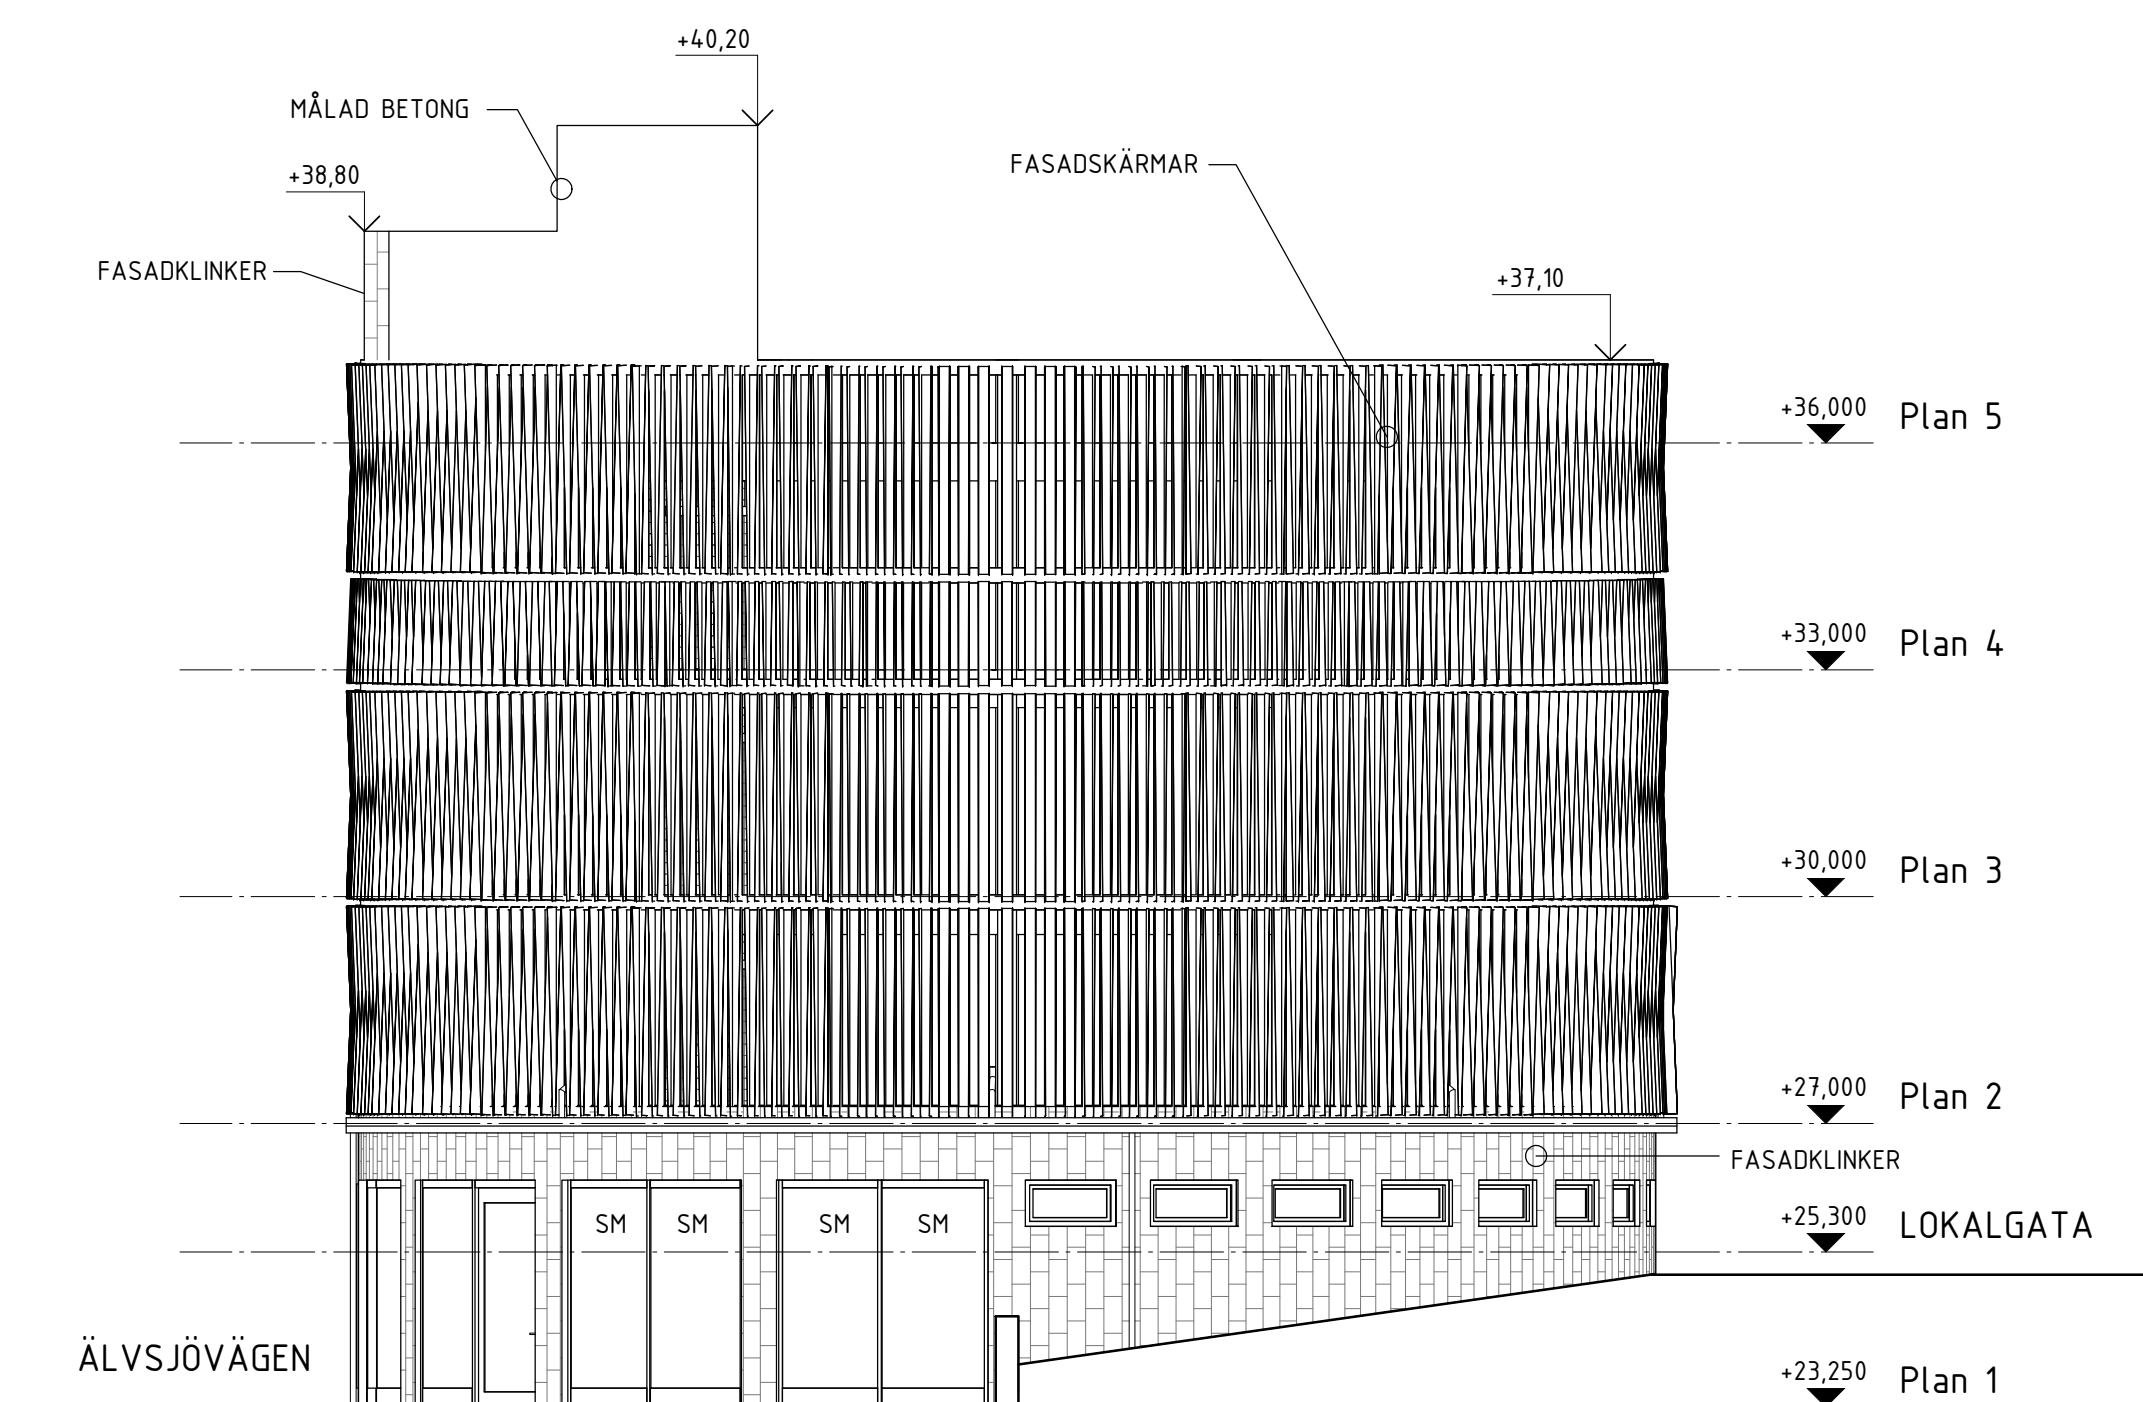 +40,20
MÅLAD BETONG
FASADSKÄRMAR
+38,80
FASADKLINKER
+37,10
+36,000 Plan 5
+33,000 Plan 4
+30,000 Plan 3
+27,000 Plan 2
FASADKLINKER
SM SM SM SM
+25,300 LOKALGATA
ÄLVSJÖVÄGEN
+23,250 Plan 1